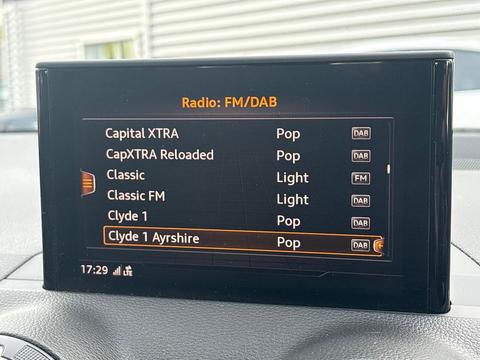 Radio: FM/DAB
Capital XTRA Pop DAB
CapXTRA Reloaded Pop DAB
Classic Light FM
Classic FM Light DAB
Clyde 1 Pop DAB
Clyde 1 Ayrshire Pop DAB
17:29 LTE